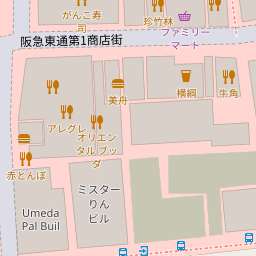 がんこ寿
司
珍竹林
ファミリー
マート
阪急東通第1商店街
美舟
横綱
牛角
アレグレ
オリエン
タルブッ
ダ
赤とんぼ
ミスター
りん
ビル
Umeda
Pal Buil